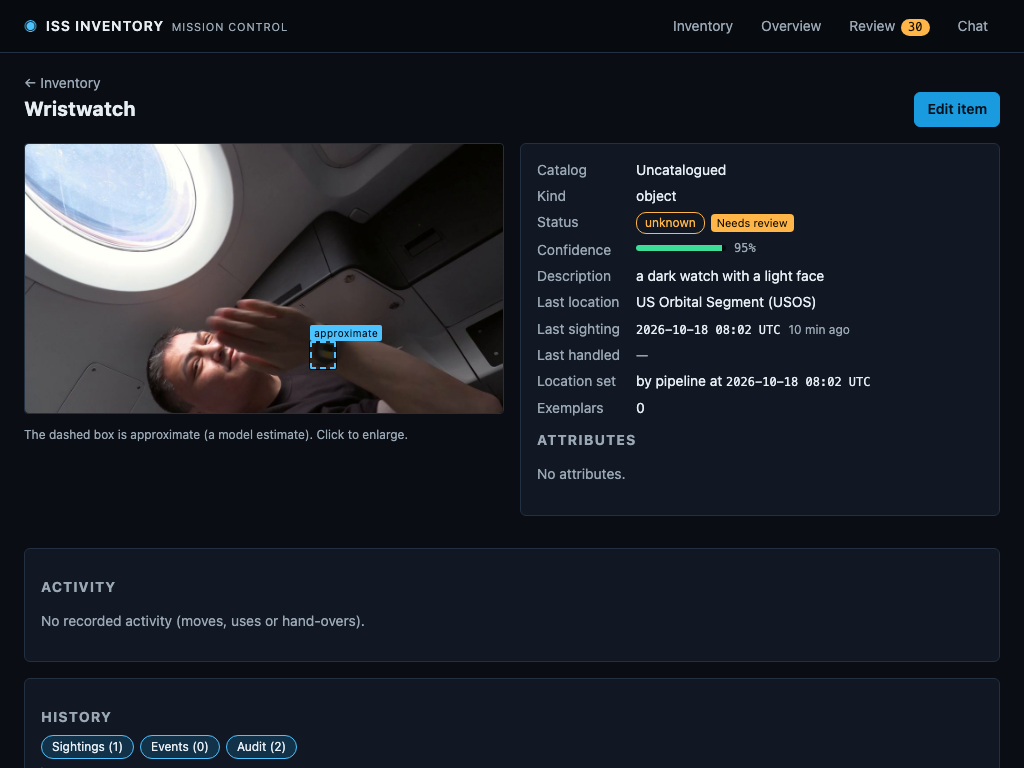 ISS INVENTORY MISSION CONTROL
Inventory Overview Review 30 Chat
← Inventory
Wristwatch
Edit item
approximate
The dashed box is approximate (a model estimate). Click to enlarge.
Catalog Uncatalogued
Kind object
Status unknown Needs review
Confidence 95%
Description a dark watch with a light face
Last location US Orbital Segment (USOS)
Last sighting 2026-10-18 08:02 UTC 10 min ago
Last handled —
Location set by pipeline at 2026-10-18 08:02 UTC
Exemplars 0
ATTRIBUTES
No attributes.
ACTIVITY
No recorded activity (moves, uses or hand-overs).
HISTORY
Sightings (1) Events (0) Audit (2)